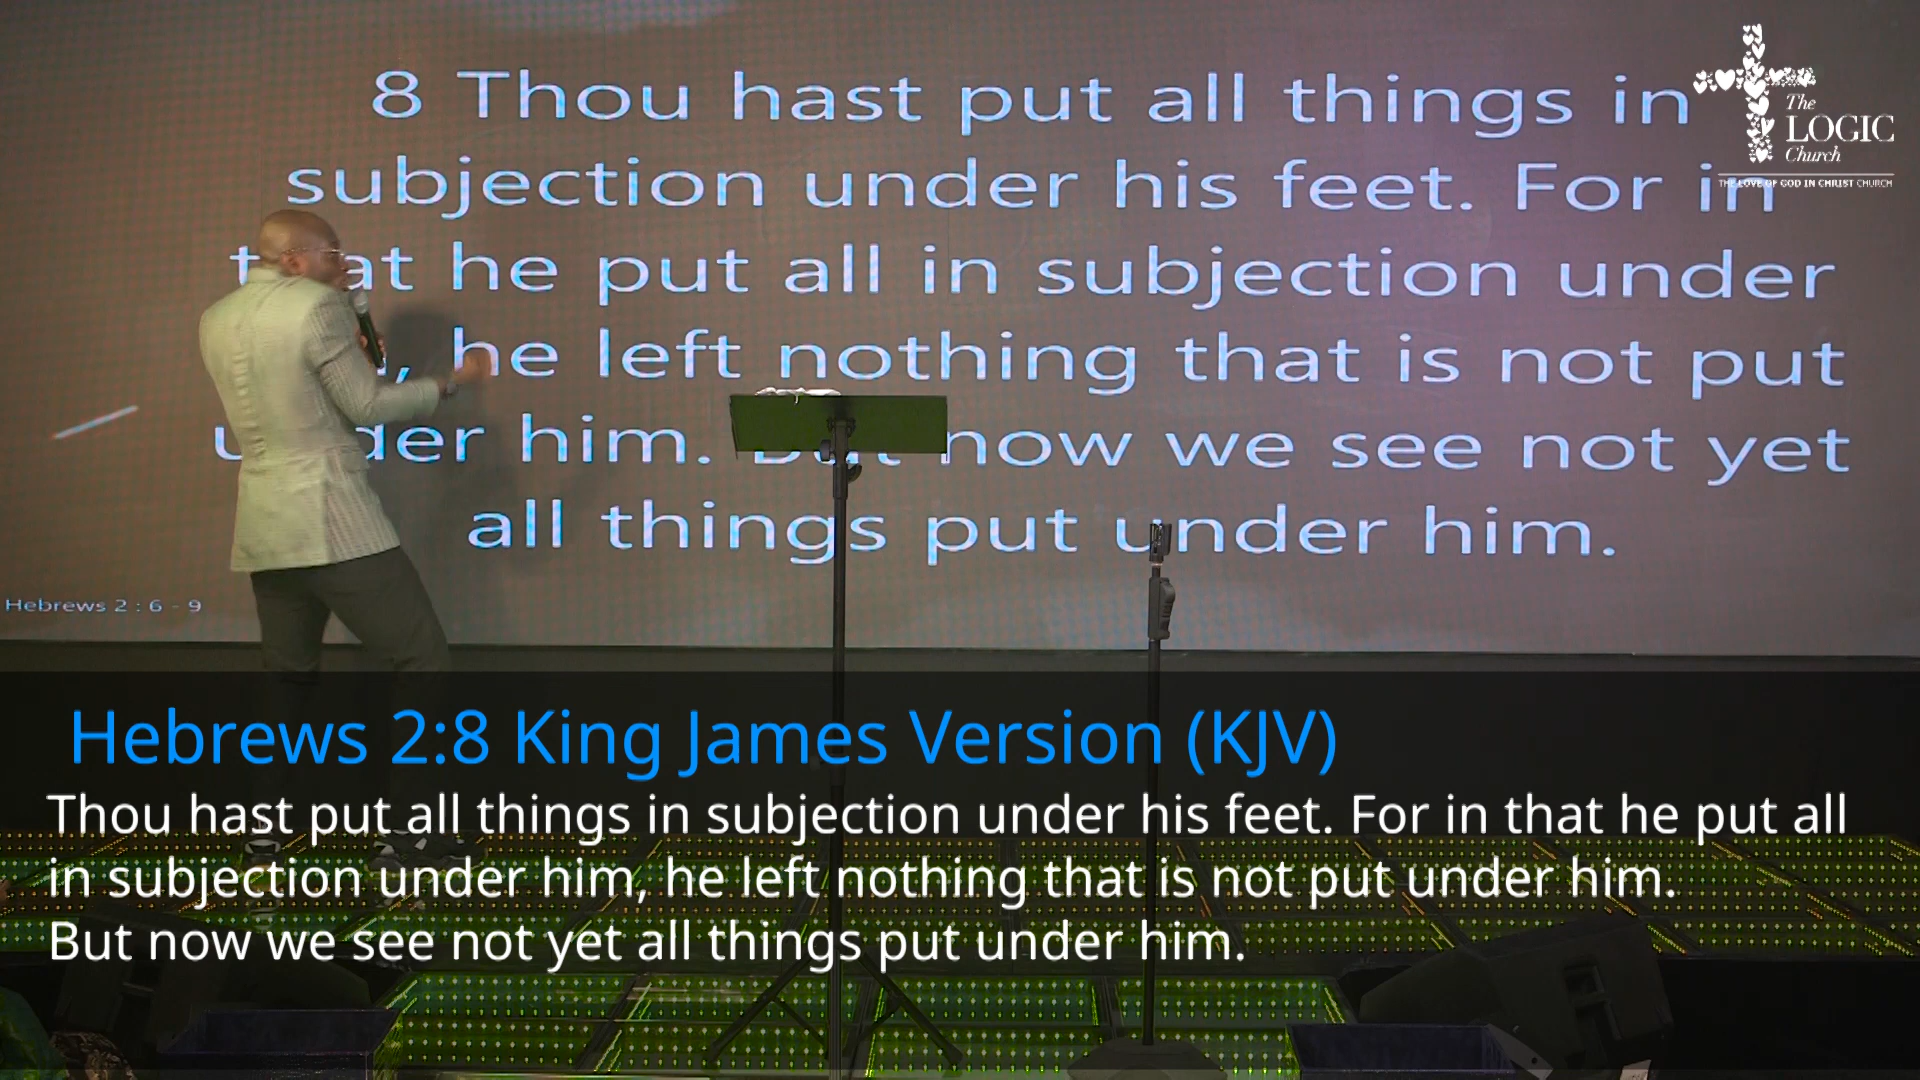 8 Thou hast put all things in
subjection under his feet. For in
that he put all in subjection under
he left nothing that is not put
under him. But now we see not yet
all things put under him.
Hebrews 2 : 6 - 9
The
LOGIC
Church
THE LOVE OF GOD IN CHRIST CHURCH
Hebrews 2:8 King James Version (KJV)
Thou hast put all things in subjection under his feet. For in that he put all
in subjection under him, he left nothing that is not put under him.
But now we see not yet all things put under him.